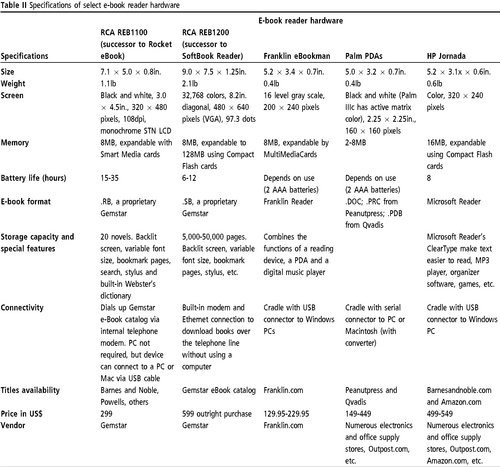 Table II Specifications of select e-book reader hardware
E-book reader hardware
Specifications
RCA REB1100
(successor to Rocket
eBook)
RCA REB1200
(successor to
SoftBook Reader)
Franklin eBookman
Palm PDAs
HP Jornada
Size
7.1 × 5.0 × 0.8in.
9.0 × 7.5 × 1.25in.
5.2 × 3.4 × 0.7in.
5.0 × 3.2 × 0.7in.
5.2 × 3.1x × 0.6in.
Weight
1.1lb
2.1lb
0.4lb
0.4lb
0.6lb
Screen
Black and white, 3.0
× 4.5in., 320 × 480
pixels, 108dpi,
monochrome STN LCD
32,768 colors, 8.2in.
diagonal, 480 × 640
pixels (VGA), 97.3 dots
16 level gray scale,
200 × 240 pixels
Black and white (Palm
IIIc has active matrix
color), 2.25 × 2.25in.,
160 × 160 pixels
Color, 320 × 240
pixels
Memory
8MB, expandable with
Smart Media cards
8MB, expandable to
128MB using Compact
Flash cards
8MB, expandable by
MultiMediaCards
2-8MB
16MB, expandable
using Compact Flash
cards
Battery life (hours)
15-35
6-12
Depends on use
(2 AAA batteries)
Depends on use
(2 AAA batteries)
8
E-book format
.RB, a proprietary
Gemstar
.SB, a proprietary
Gemstar
Franklin Reader
.DOC; .PRC from
Peanutpress; .PDB
from Qvadis
Microsoft Reader
Storage capacity and
special features
20 novels. Backlit
screen, variable font
size, bookmark pages,
search, stylus and
built-in Webster's
dictionary
5,000-50,000 pages.
Backlit screen, variable
font size, bookmark
pages, stylus, etc.
Combines the
functions of a reading
device, a PDA and a
digital music player
Microsoft Reader's
ClearType make text
easier to read, MP3
player, organizer
software, games, etc.
Connectivity
Dials up Gemstar
e-Book catalog via
internal telephone
modem. PC not
required, but device
can connect to a PC or
Mac via USB cable
Built-in modem and
Ethernet connection to
download books over
the telephone line
without using a
computer
Cradle with USB
connector to Windows
PCs
Cradle with serial
connector to PC or
Macintosh (with
converter)
Cradle with USB
connector to Windows
PC
Titles availability
Barnes and Noble,
Powells, others
Gemstar eBook catalog
Franklin.com
Peanutpress and
Qvadis
Barnesandnoble.com
and Amazon.com
Price in US$
299
599 outright purchase
129.95-229.95
149-449
499-549
Vendor
Gemstar
Gemstar
Franklin.com
Numerous electronics
and office supply
stores, Outpost.com,
etc.
Numerous electronics
and office supply
stores, Outpost.com,
Amazon.com, etc.